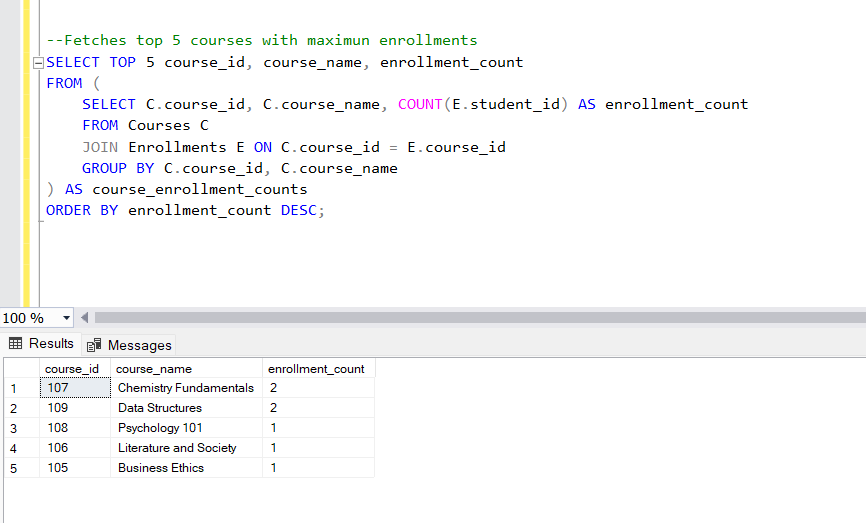 --Fetches top 5 courses with maximun enrollments
SELECT TOP 5 course_id, course_name, enrollment_count
FROM (
SELECT C.course_id, C.course_name, COUNT(E.student_id) AS enrollment_count
FROM Courses C
JOIN Enrollments E ON C.course_id = E.course_id
GROUP BY C.course_id, C.course_name
) AS course_enrollment_counts
ORDER BY enrollment_count DESC;
100 %
Results Messages
course_id course_name enrollment_count
1 107 Chemistry Fundamentals 2
2 109 Data Structures 2
3 108 Psychology 101 1
4 106 Literature and Society 1
5 105 Business Ethics 1